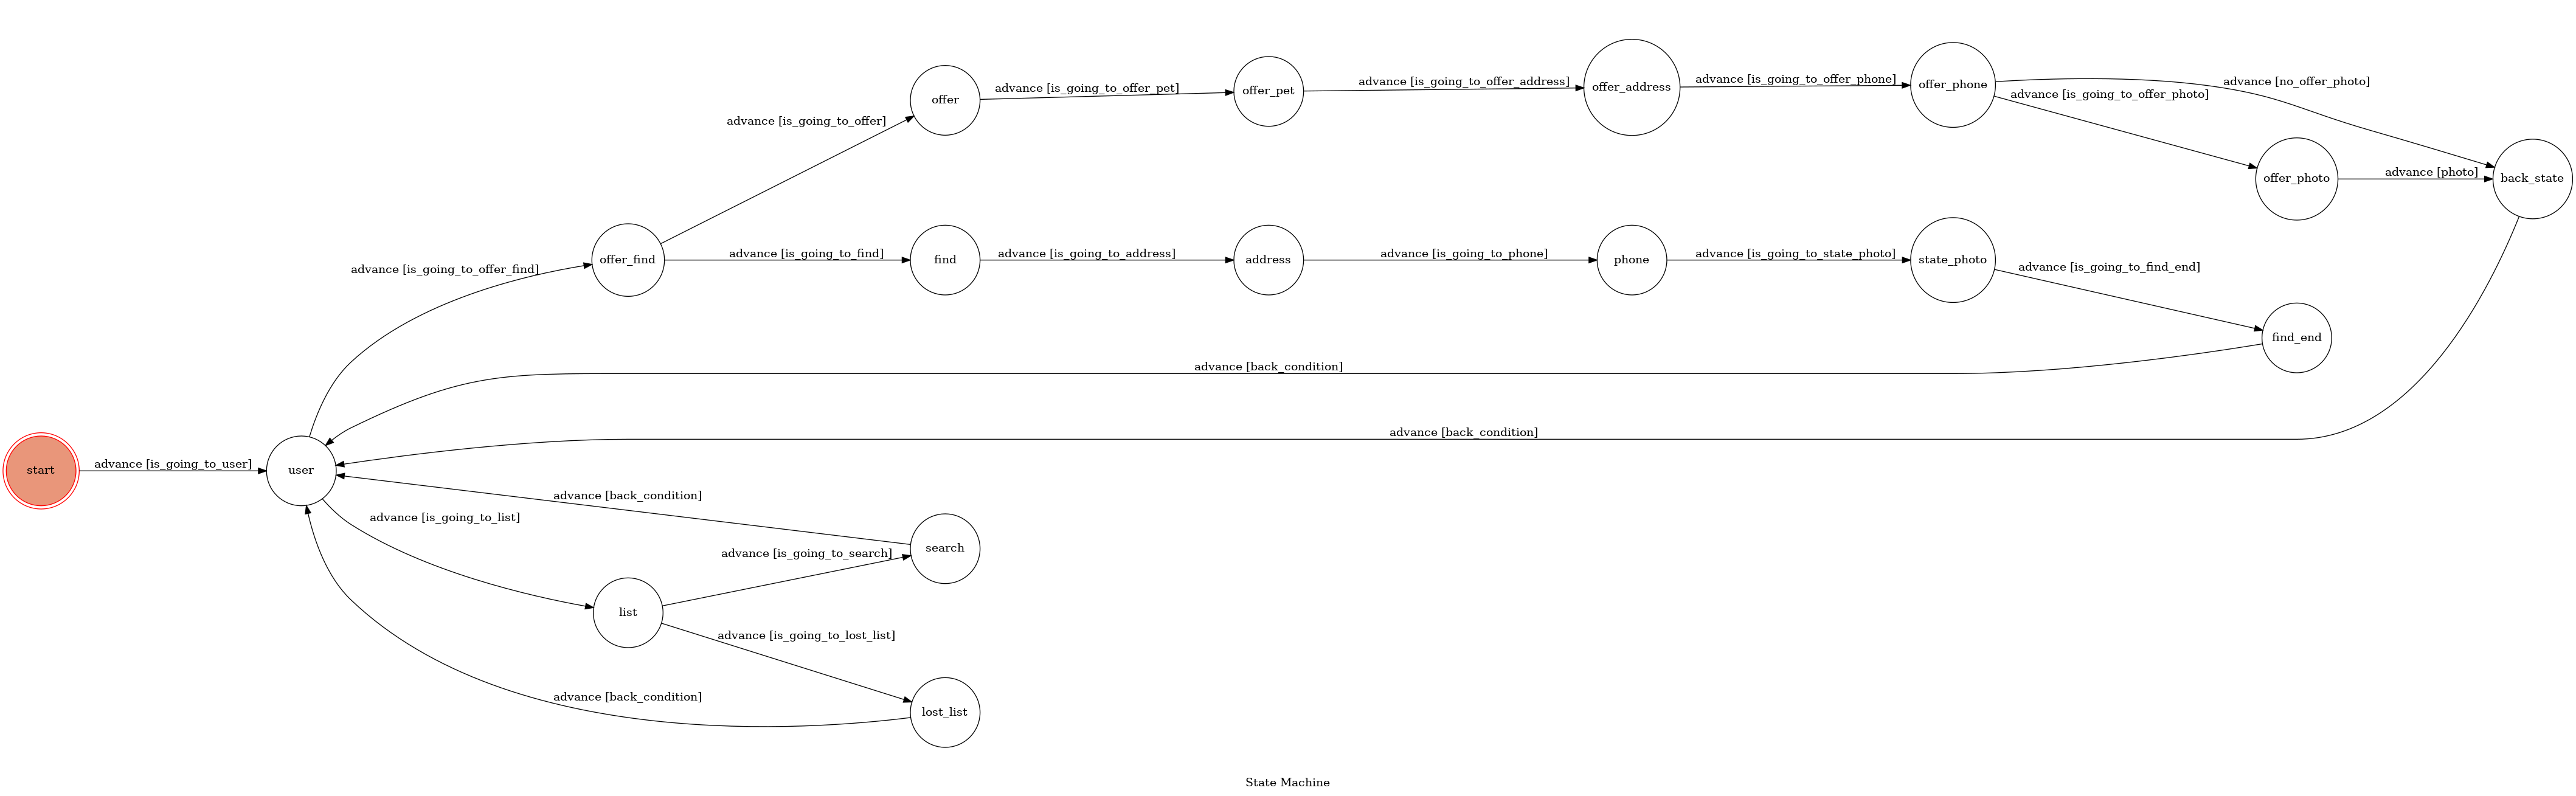 offer
advance [is_going_to_offer_pet]
offer_pet
advance [is_going_to_offer_address]
offer_address
advance [is_going_to_offer_phone]
offer_phone
advance [no_offer_photo]
advance [is_going_to_offer_photo]
advance [is_going_to_offer]
offer_photo
advance [photo]
back_state
advance [is_going_to_offer_find]
offer_find
advance [is_going_to_find]
find
advance [is_going_to_address]
address
advance [is_going_to_phone]
phone
advance [is_going_to_state_photo]
state_photo
advance [is_going_to_find_end]
find_end
advance [back_condition]
advance [back_condition]
start
advance [is_going_to_user]
user
advance [back_condition]
advance [is_going_to_list]
search
advance [is_going_to_search]
list
advance [is_going_to_lost_list]
advance [back_condition]
lost_list
State Machine